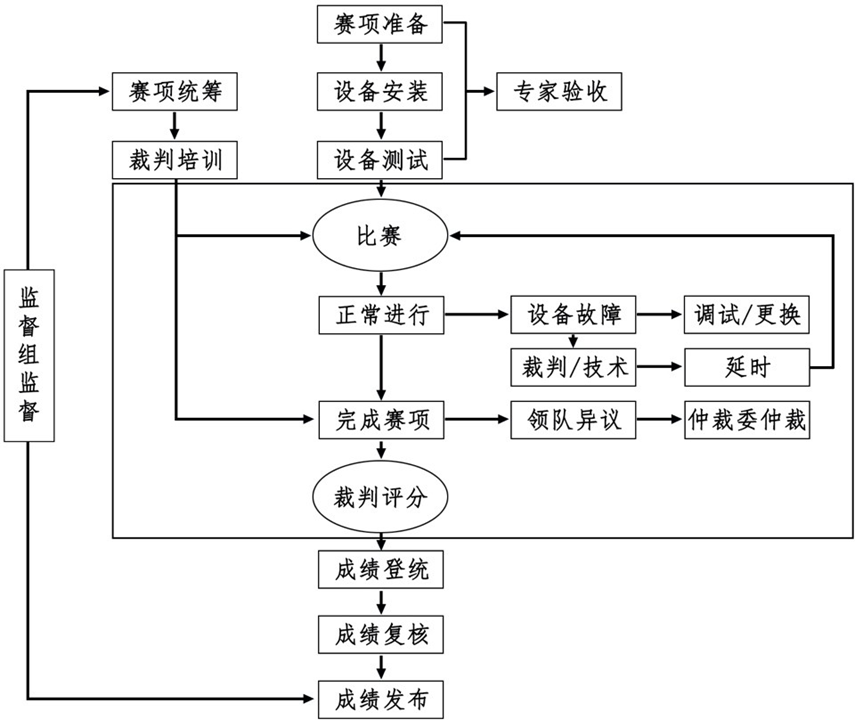 赛项准备
赛项统筹
设备安装
专家验收
裁判培训
设备测试
比赛
监督组监督
正常进行
设备故障
调试/更换
裁判/技术
延时
完成赛项
领队异议
仲裁委仲裁
裁判评分
成绩登统
成绩复核
成绩发布